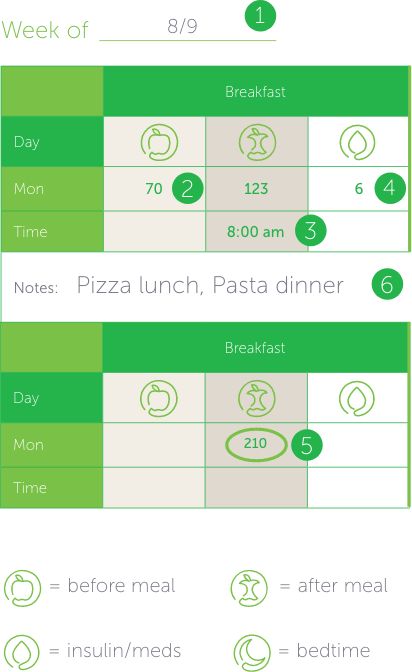 Week of 8/9 1
Breakfast
Day
Mon 70 2 123 6 4
Time 8:00 am 3
Notes: Pizza lunch, Pasta dinner 6
Breakfast
Day
Mon 210 5
Time
= before meal = after meal
= insulin/meds = bedtime